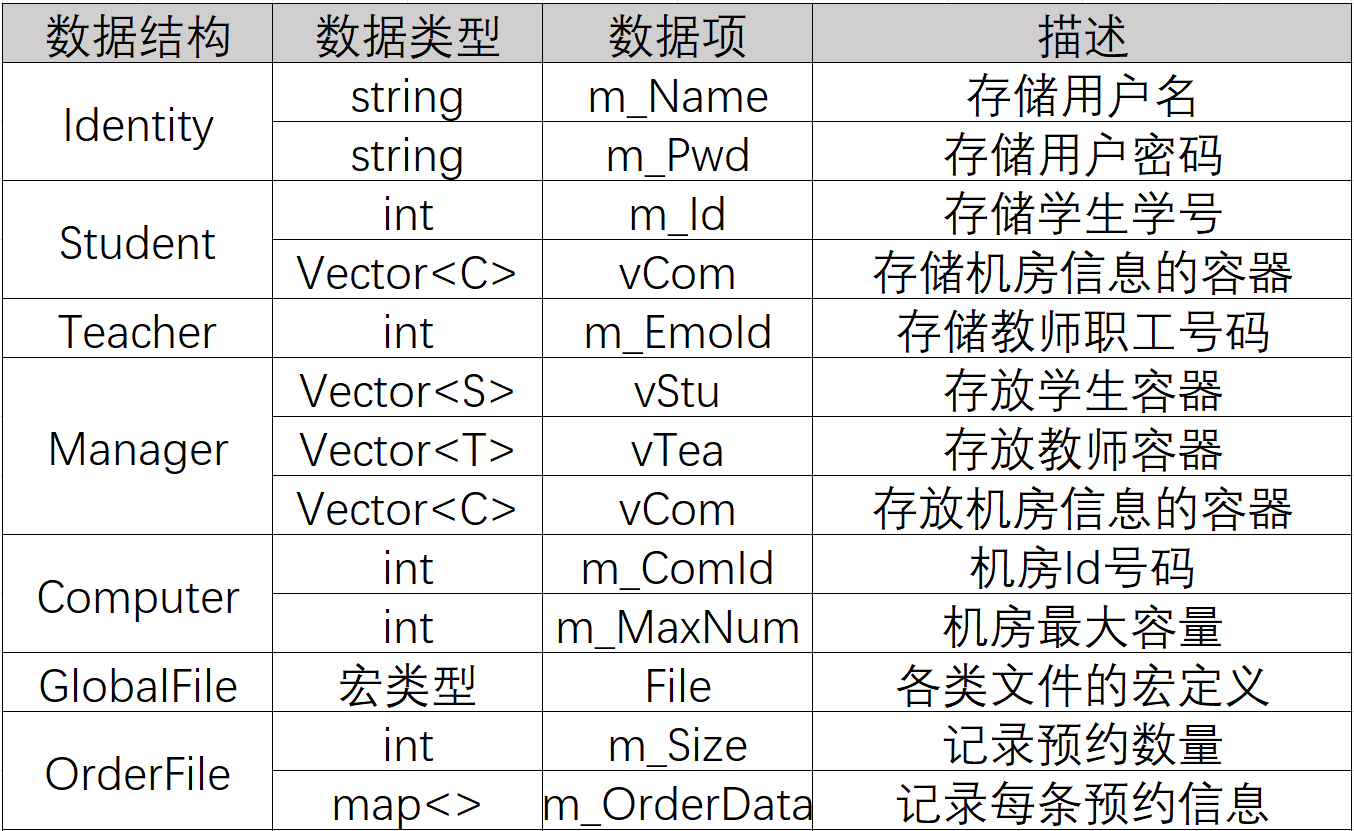 数据结构 数据类型 数据项 描述
Identity string m_Name 存储用户名
string m_Pwd 存储用户密码
Student int m_Id 存储学生学号
Vector<C> vCom 存储机房信息的容器
Teacher int m_EmoId 存储教师职工号码
Manager Vector<S> vStu 存放学生容器
Vector<T> vTea 存放教师容器
Vector<C> vCom 存放机房信息的容器
Computer int m_ComId 机房Id号码
int m_MaxNum 机房最大容量
GlobalFile 宏类型 File 各类文件的宏定义
OrderFile int m_Size 记录预约数量
map<> m_OrderData 记录每条预约信息